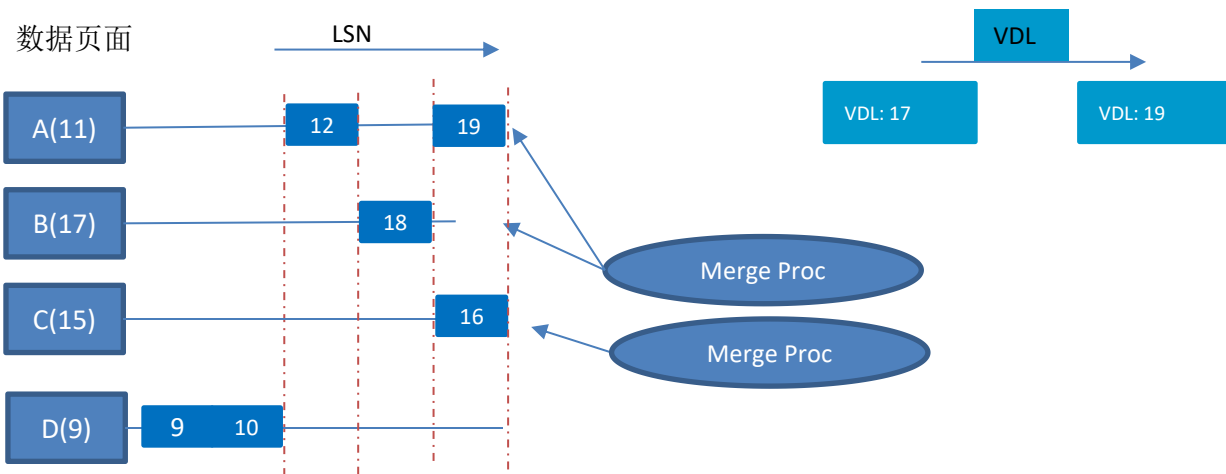 数据页面
LSN
VDL
A(11)
12
19
VDL: 17
VDL: 19
B(17)
18
Merge Proc
C(15)
16
Merge Proc
D(9)
9
10